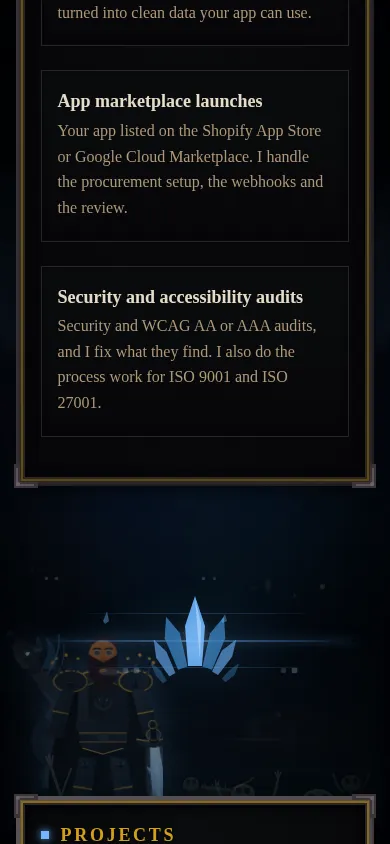 turned into clean data your app can use.
App marketplace launches
Your app listed on the Shopify App Store
or Google Cloud Marketplace. I handle
the procurement setup, the webhooks and
the review.
Security and accessibility audits
Security and WCAG AA or AAA audits,
and I fix what they find. I also do the
process work for ISO 9001 and ISO
27001.
PROJECTS